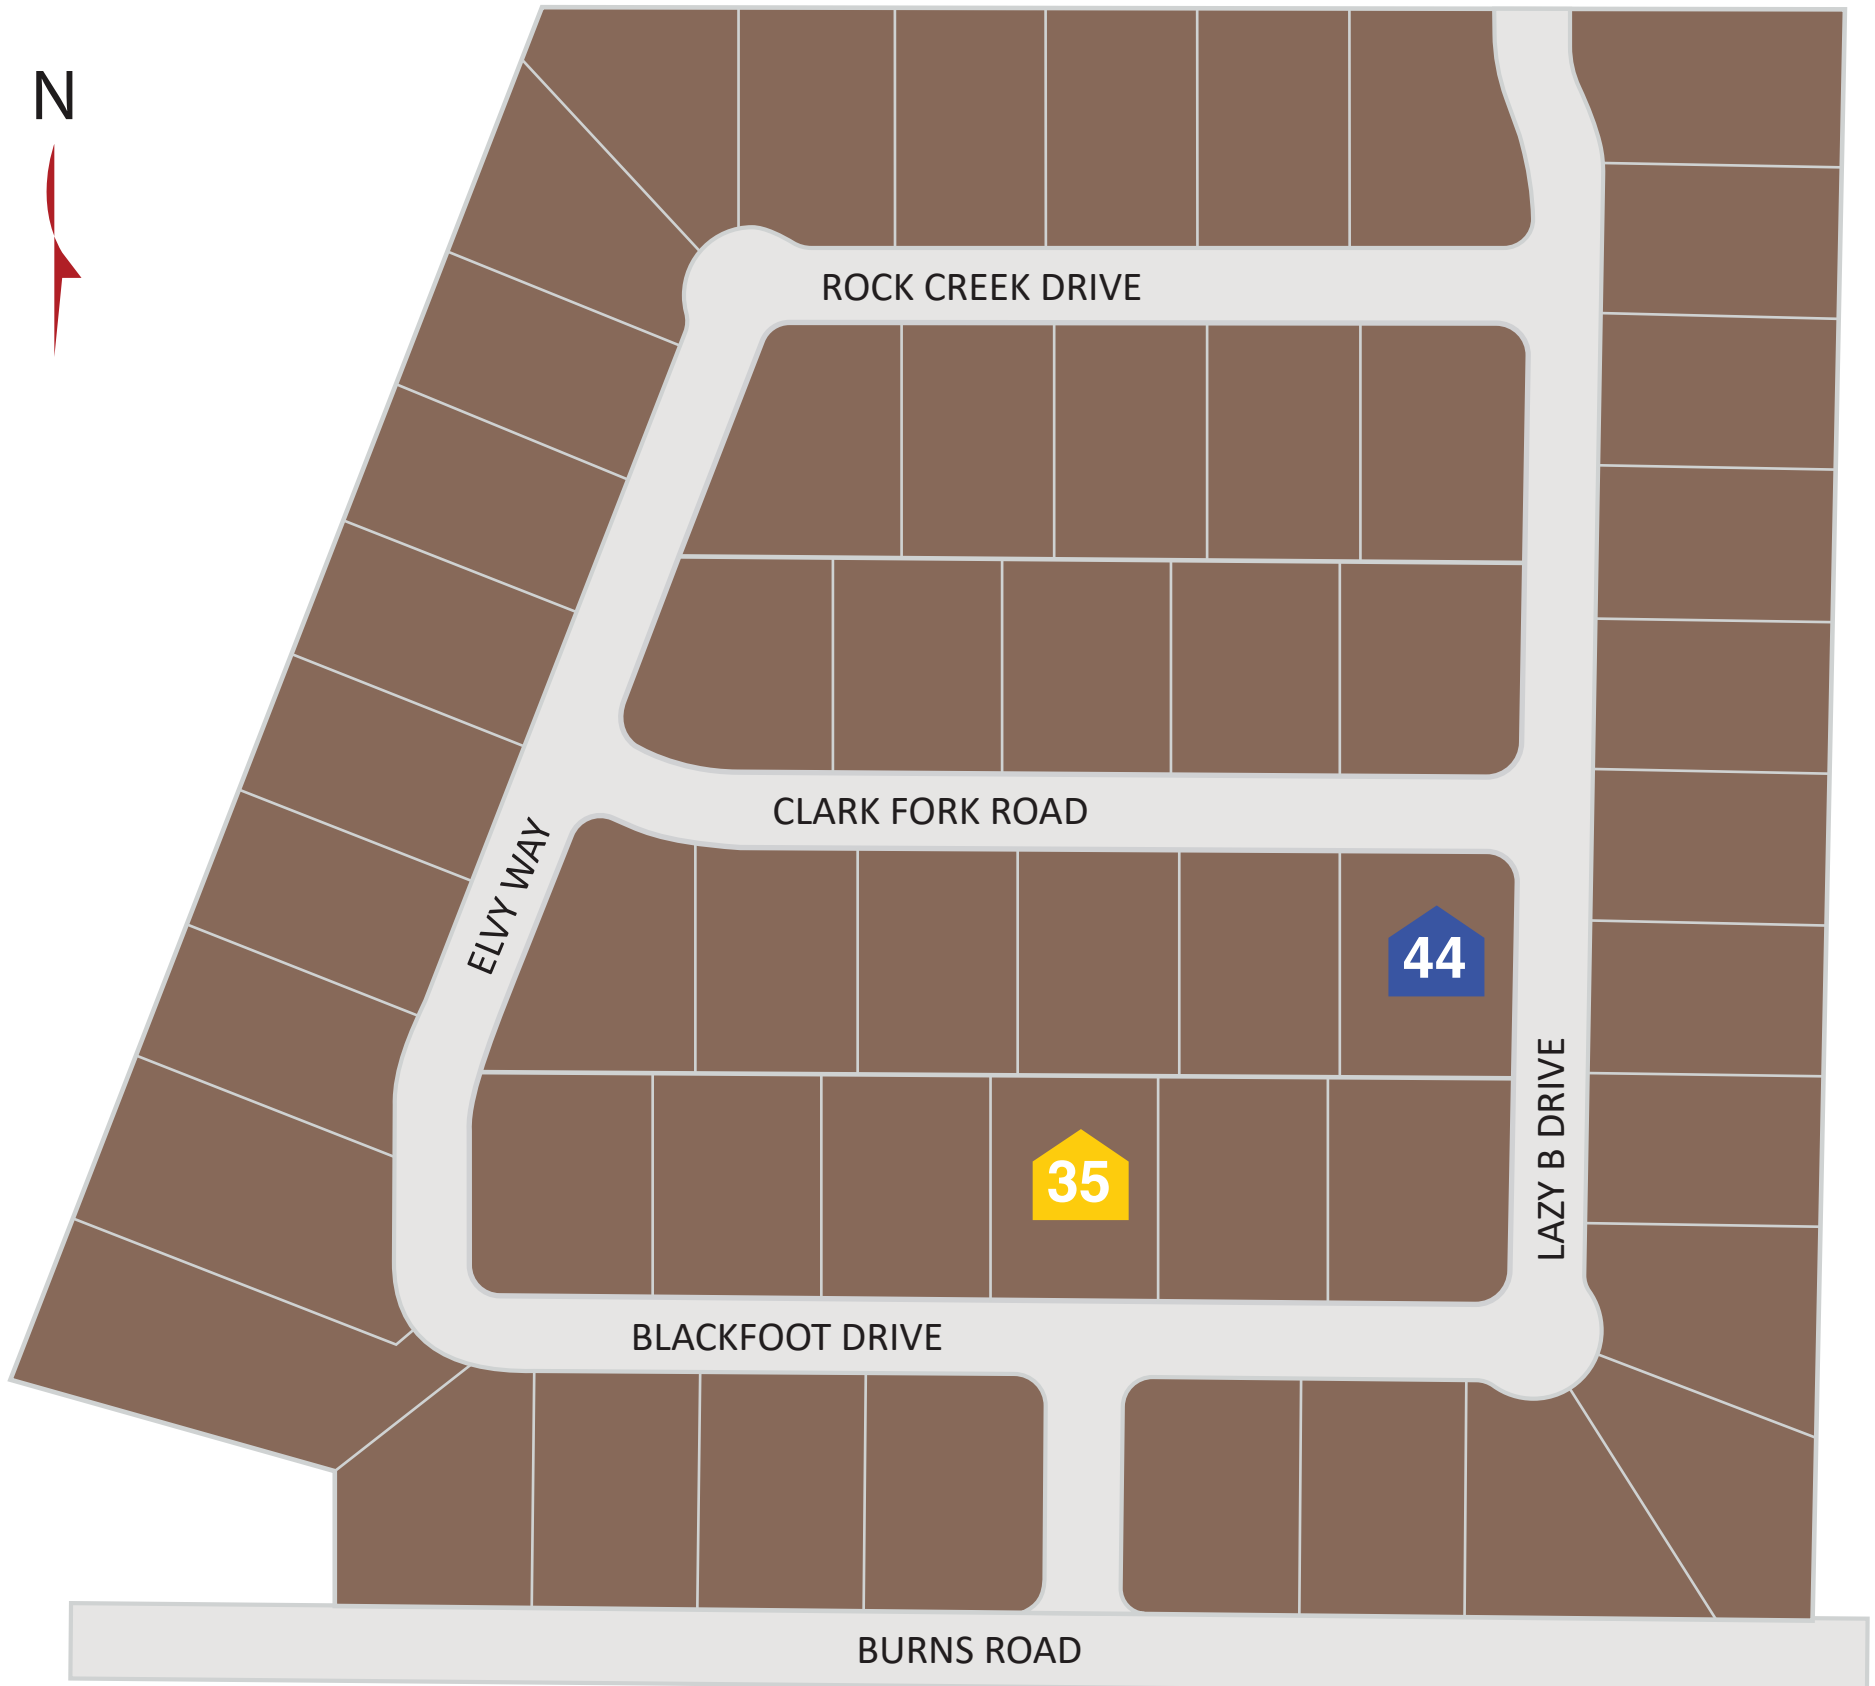 N
ROCK CREEK DRIVE
CLARK FORK ROAD
ELVY WAY
44
LAZY B DRIVE
35
BLACKFOOT DRIVE
BURNS ROAD